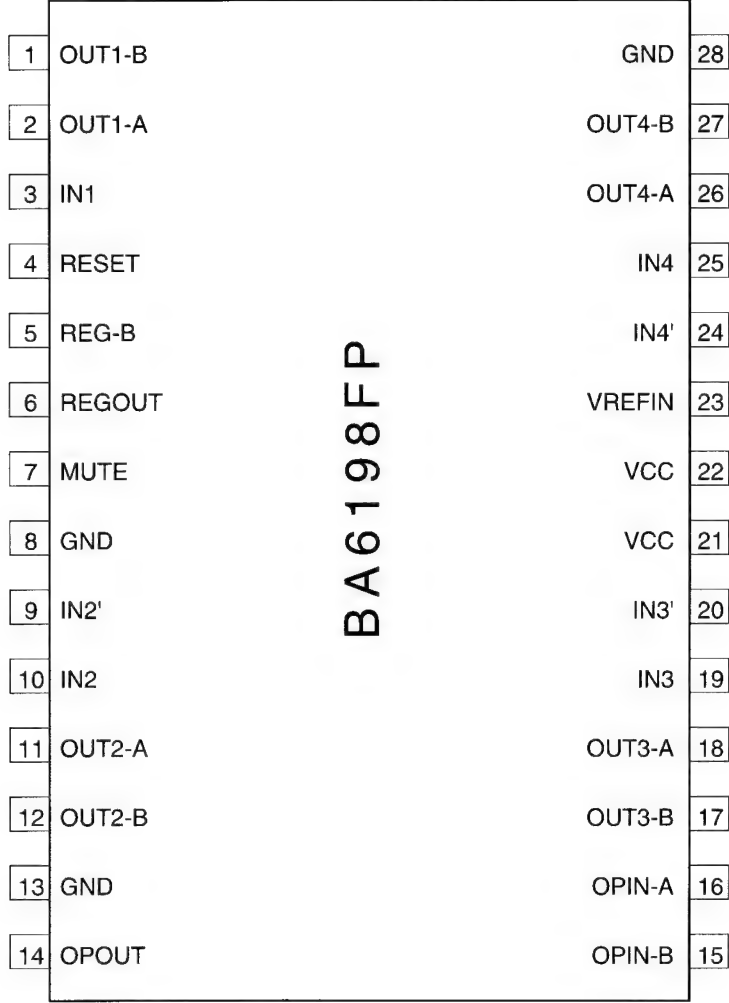 1 OUT1-B GND 28
2 OUT1-A OUT4-B 27
3 IN1 OUT4-A 26
4 RESET IN4 25
5 REG-B IN4' 24
6 REGOUT VREFIN 23
7 MUTE VCC 22
8 GND VCC 21
9 IN2' IN3' 20
10 IN2 IN3 19
11 OUT2-A OUT3-A 18
12 OUT2-B OUT3-B 17
13 GND OPIN-A 16
14 OPOUT OPIN-B 15
BA6198FP